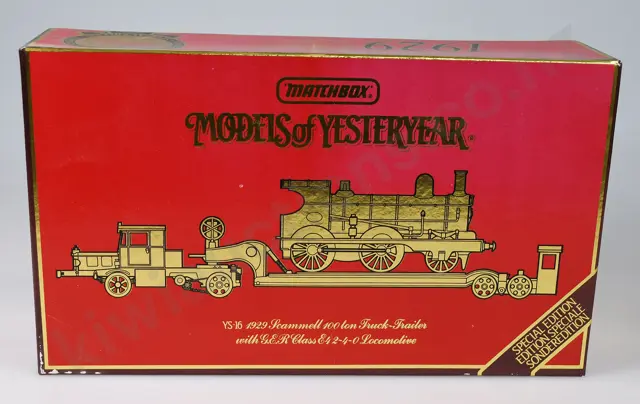 1929
MATCHBOX
MODELS of YESTERYEAR
YS-16 1929 Scammell 100 ton Truck-Trailer
with G.E.R. Class E4 2-4-0 Locomotive
SPECIAL EDITION
EDITION SPECIALE
SONDEREDITION